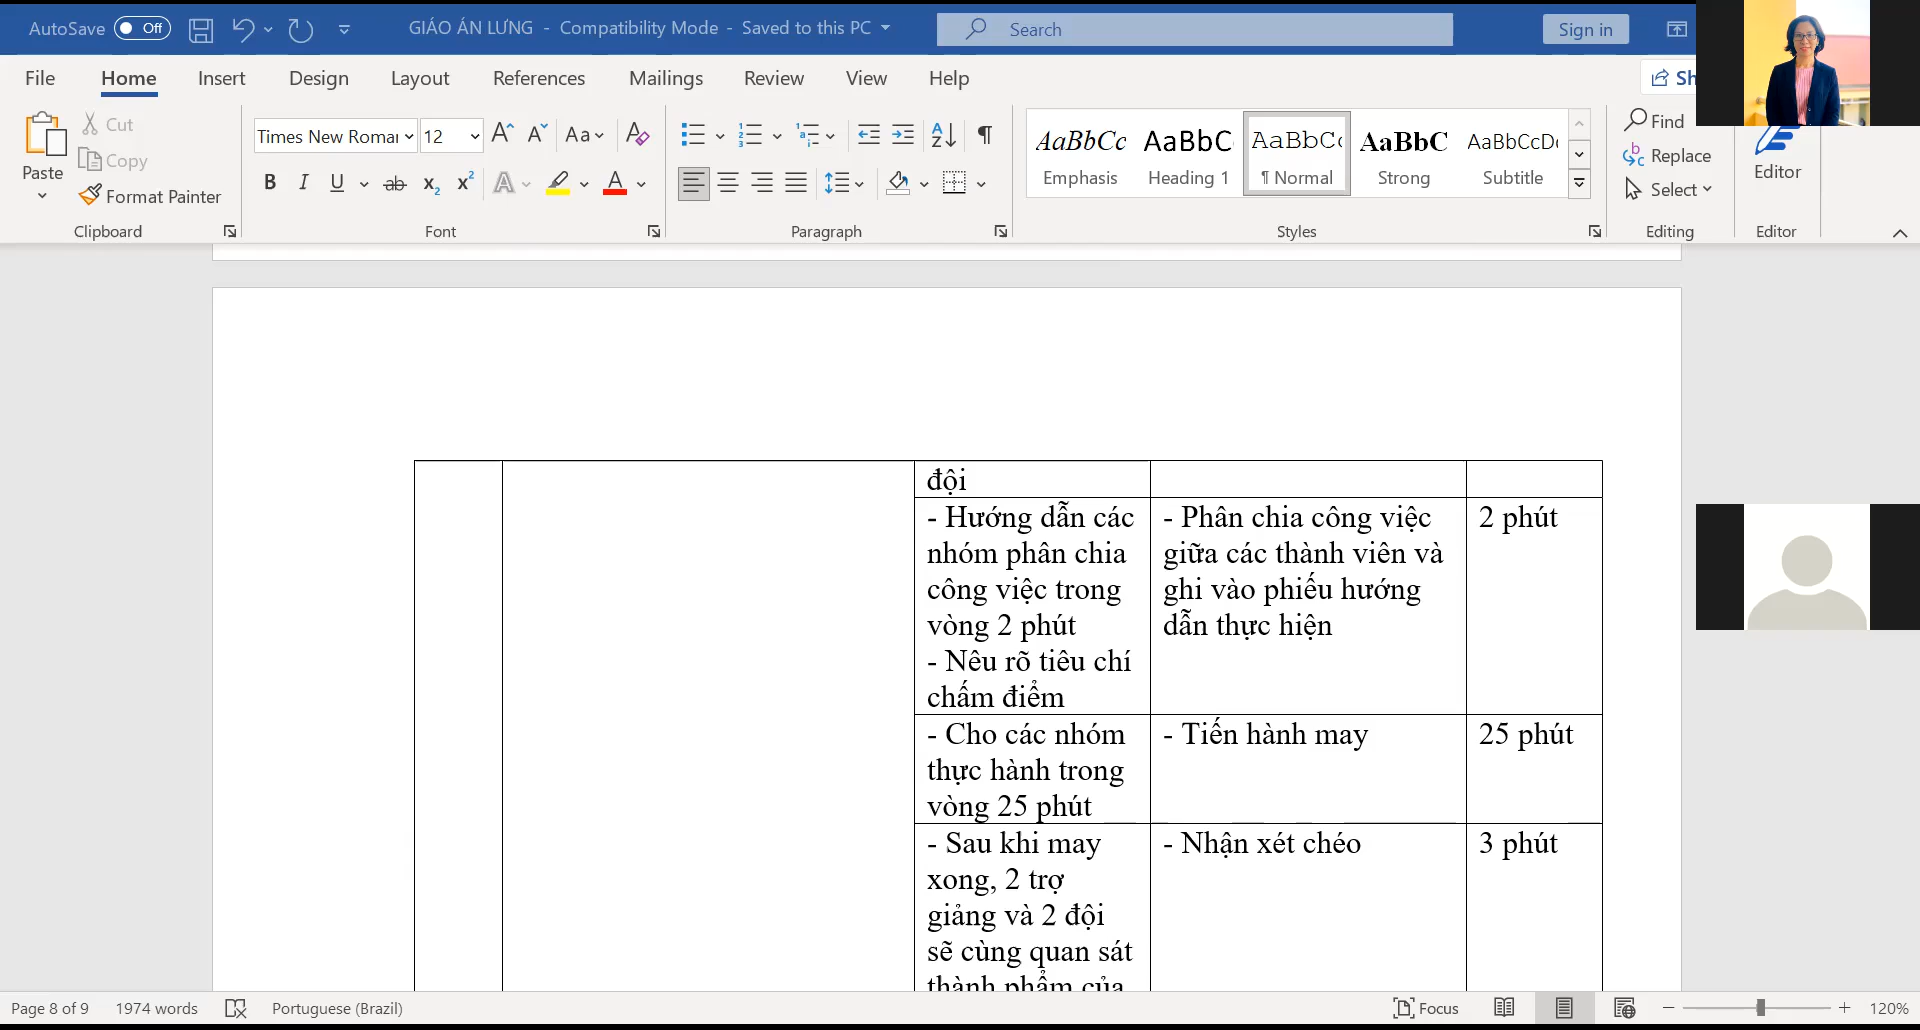 AutoSave Off GIÁO ÁN LƯNG - Compatibility Mode - Saved to this PC Search Sign in
File Home Insert Design Layout References Mailings Review View Help Sh
Paste
Cut
Copy
Format Painter
Clipboard
Times New Roman 12
Font
Paragraph
AaBbCc AaBbC AaBbCc AaBbC AaBbCcDc
Emphasis Heading 1 ¶ Normal Strong Subtitle
Styles
Find
Replace
Select
Editing
Editor
Editor
đội
- Hướng dẫn các
nhóm phân chia
công việc trong
vòng 2 phút
- Nêu rõ tiêu chí
chấm điểm
- Phân chia công việc
giữa các thành viên và
ghi vào phiếu hướng
dẫn thực hiện
2 phút
- Cho các nhóm
thực hành trong
vòng 25 phút
- Tiến hành may
25 phút
- Sau khi may
xong, 2 trợ
giảng và 2 đội
sẽ cùng quan sát
thành phẩm của
- Nhận xét chéo
3 phút
Page 8 of 9 1974 words Portuguese (Brazil) Focus 120%